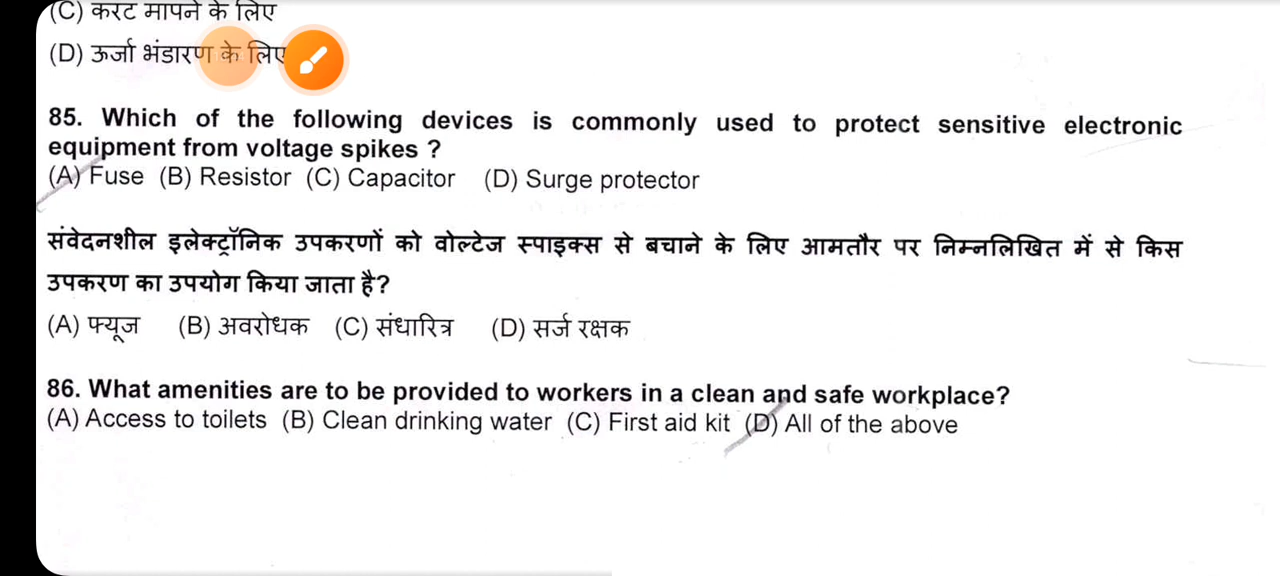 (C) करंट मापने के लिए
(D) ऊर्जा भंडारण के लिए
85. Which of the following devices is commonly used to protect sensitive electronic
equipment from voltage spikes ?
(A) Fuse (B) Resistor (C) Capacitor (D) Surge protector
संवेदनशील इलेक्ट्रॉनिक उपकरणों को वोल्टेज स्पाइक्स से बचाने के लिए आमतौर पर निम्नलिखित में से किस
उपकरण का उपयोग किया जाता है?
(A) फ्यूज (B) अवरोधक (C) संधारित्र (D) सर्ज रक्षक
86. What amenities are to be provided to workers in a clean and safe workplace?
(A) Access to toilets (B) Clean drinking water (C) First aid kit (D) All of the above